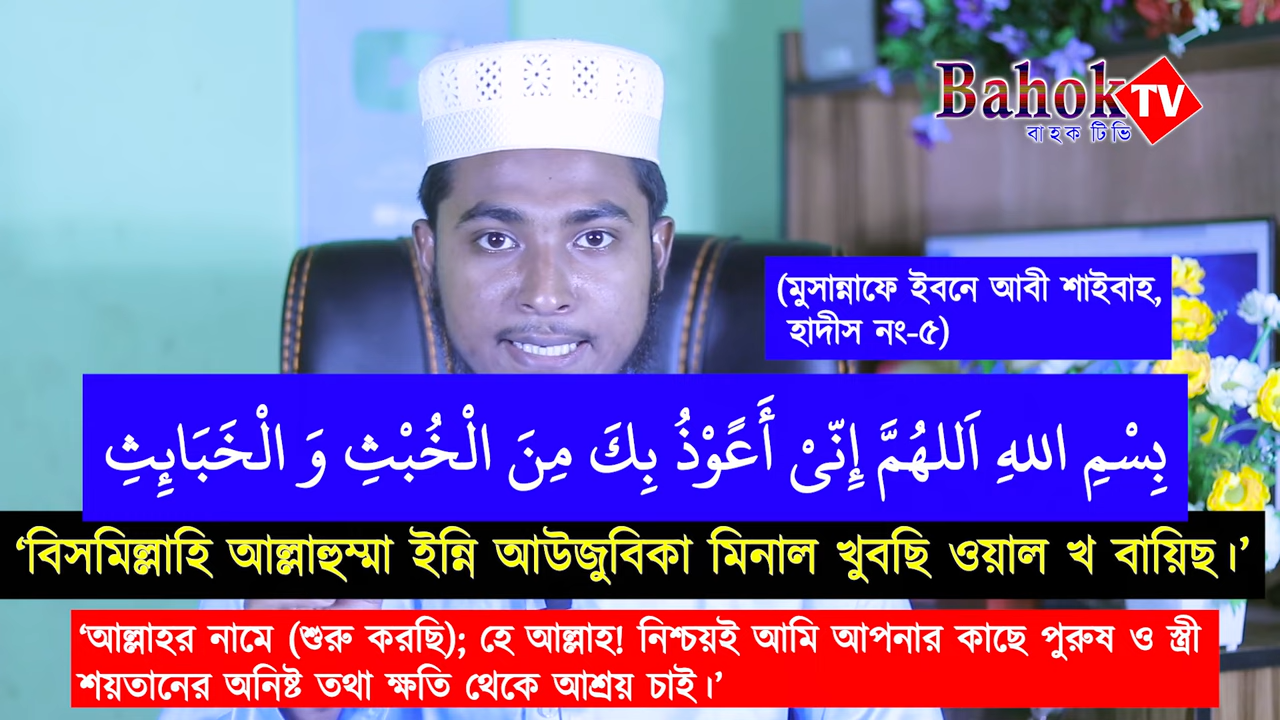 Bahok TV
বাহক টিভি
(মুসান্নাফে ইবনে আবী শাইবাহ,
হাদীস নং-৫)
بِسْمِ اللهِ اَللهُمَّ إِنِّىْ أَعًوْذُ بِكَ مِنَ الْخُبْثِ وَ الْخَبَايِٕثِ
‘বিসমিল্লাহি আল্লাহুম্মা ইন্নি আউজুবিকা মিনাল খুবছি ওয়াল খ বায়িছ।’
‘আল্লাহর নামে (শুরু করছি); হে আল্লাহ! নিশ্চয়ই আমি আপনার কাছে পুরুষ ও স্ত্রী
শয়তানের অনিষ্ট তথা ক্ষতি থেকে আশ্রয় চাই।’